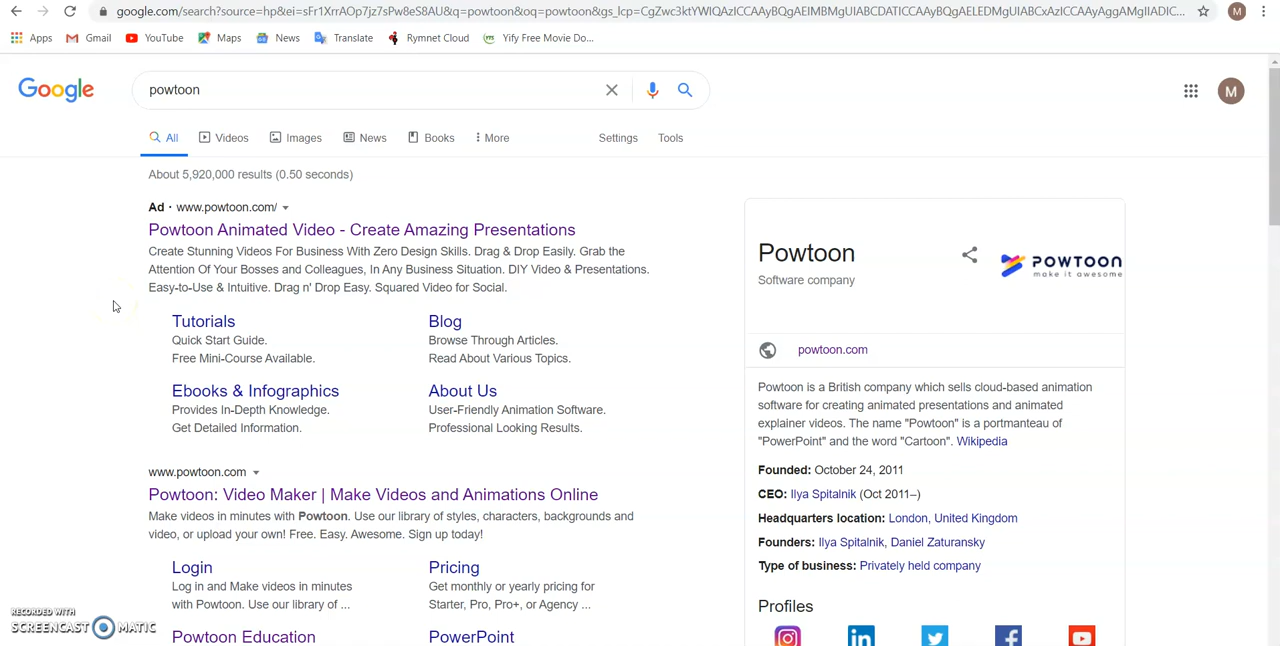 google.com/search?source=hp&ei=sFr1XrrAOp7jz7sPw8eS8AU&q=powtoon&oq=powtoon&gs_lcp=CgZwc3ktYWIQAzICCAAyBQgAEIMBMgUIABCDATICCAAyBQgAELEDMgUIABCxAzICCAAyAggAMgIIADIC...
M
Apps Gmail YouTube Maps News Translate Rymnet Cloud Yify Free Movie Do...
Google
powtoon
M
All Videos Images News Books More Settings Tools
About 5,920,000 results (0.50 seconds)
Ad · www.powtoon.com/
Powtoon Animated Video - Create Amazing Presentations
Create Stunning Videos For Business With Zero Design Skills. Drag & Drop Easily. Grab the
Attention Of Your Bosses and Colleagues, In Any Business Situation. DIY Video & Presentations.
Easy-to-Use & Intuitive. Drag n' Drop Easy. Squared Video for Social.
Tutorials
Quick Start Guide.
Free Mini-Course Available.
Blog
Browse Through Articles.
Read About Various Topics.
Ebooks & Infographics
Provides In-Depth Knowledge.
Get Detailed Information.
About Us
User-Friendly Animation Software.
Professional Looking Results.
www.powtoon.com
Powtoon: Video Maker | Make Videos and Animations Online
Make videos in minutes with Powtoon. Use our library of styles, characters, backgrounds and
video, or upload your own! Free. Easy. Awesome. Sign up today!
Login
Log in and Make videos in minutes
with Powtoon. Use our library of ...
Pricing
Get monthly or yearly pricing for
Starter, Pro, Pro+, or Agency ...
Powtoon Education
PowerPoint
Powtoon
Software company
POWTOON
make it awesome
powtoon.com
Powtoon is a British company which sells cloud-based animation
software for creating animated presentations and animated
explainer videos. The name "Powtoon" is a portmanteau of
"PowerPoint" and the word "Cartoon". Wikipedia
Founded: October 24, 2011
CEO: Ilya Spitalnik (Oct 2011–)
Headquarters location: London, United Kingdom
Founders: Ilya Spitalnik, Daniel Zaturansky
Type of business: Privately held company
Profiles
in
RECORDED WITH
SCREENCAST MATIC